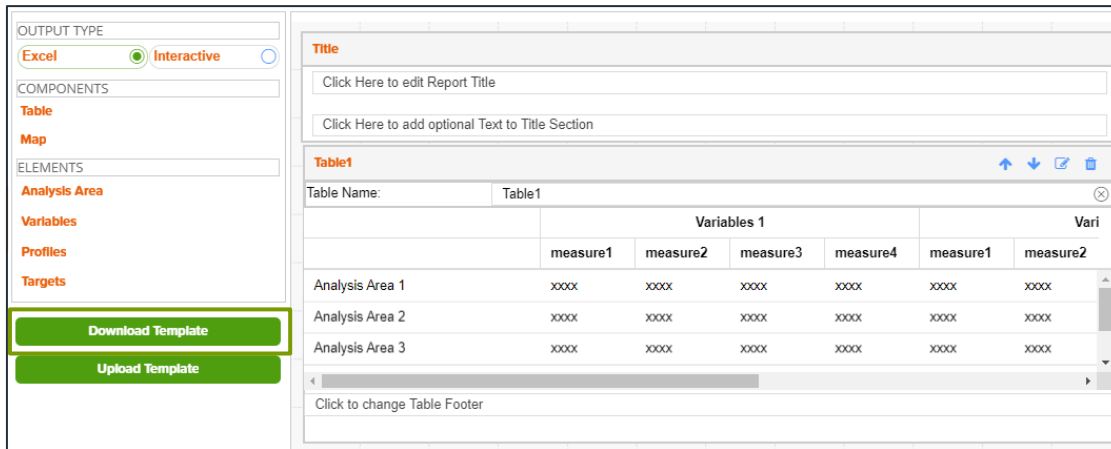 OUTPUT TYPE
Excel Interactive
COMPONENTS
Table
Map
ELEMENTS
Analysis Area
Variables
Profiles
Targets
Download Template
Upload Template
Title
Click Here to edit Report Title
Click Here to add optional Text to Title Section
Table1
Table Name: Table1
Variables 1 Vari
measure1 measure2 measure3 measure4 measure1 measure2
Analysis Area 1 xxxx xxxx xxxx xxxx xxxx xxxx
Analysis Area 2 xxxx xxxx xxxx xxxx xxxx xxxx
Analysis Area 3 xxxx xxxx xxxx xxxx xxxx xxxx
Click to change Table Footer